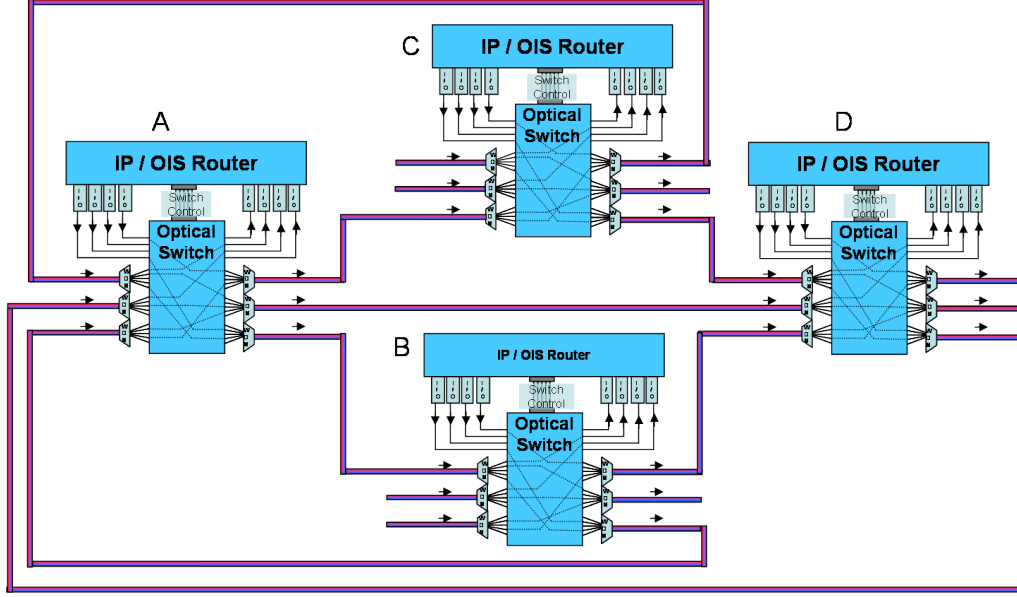 C
IP / OIS Router
I/O I/O I/O I/O
I/O I/O I/O I/O
Switch
Control
Optical
Switch
W
D
M
W
D
M
W
D
M
W
D
M
W
D
M
W
D
M
A
IP / OIS Router
I/O I/O I/O I/O
I/O I/O I/O I/O
Switch
Control
Optical
Switch
W
D
M
W
D
M
W
D
M
W
D
M
W
D
M
W
D
M
D
IP / OIS Router
I/O I/O I/O I/O
I/O I/O I/O I/O
Switch
Control
Optical
Switch
W
D
M
W
D
M
W
D
M
W
D
M
W
D
M
W
D
M
B
IP / OIS Router
I/O I/O I/O I/O
I/O I/O I/O I/O
Switch
Control
Optical
Switch
W
D
M
W
D
M
W
D
M
W
D
M
W
D
M
W
D
M